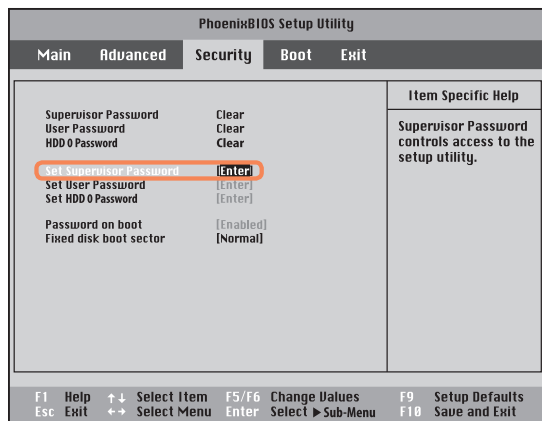 PhoenixBIOS Setup Utility
Main Advanced Security Boot Exit
Item Specific Help
Supervisor Password Clear
User Password Clear
HDD 0 Password Clear
Set Supervisor Password [Enter]
Set User Password [Enter]
Set HDD 0 Password [Enter]
Password on boot [Enabled]
Fixed disk boot sector [Normal]
Supervisor Password
controls access to the
setup utility.
F1 Help ↑↓ Select Item F5/F6 Change Values F9 Setup Defaults
Esc Exit ←→ Select Menu Enter Select ▶ Sub-Menu F10 Save and Exit